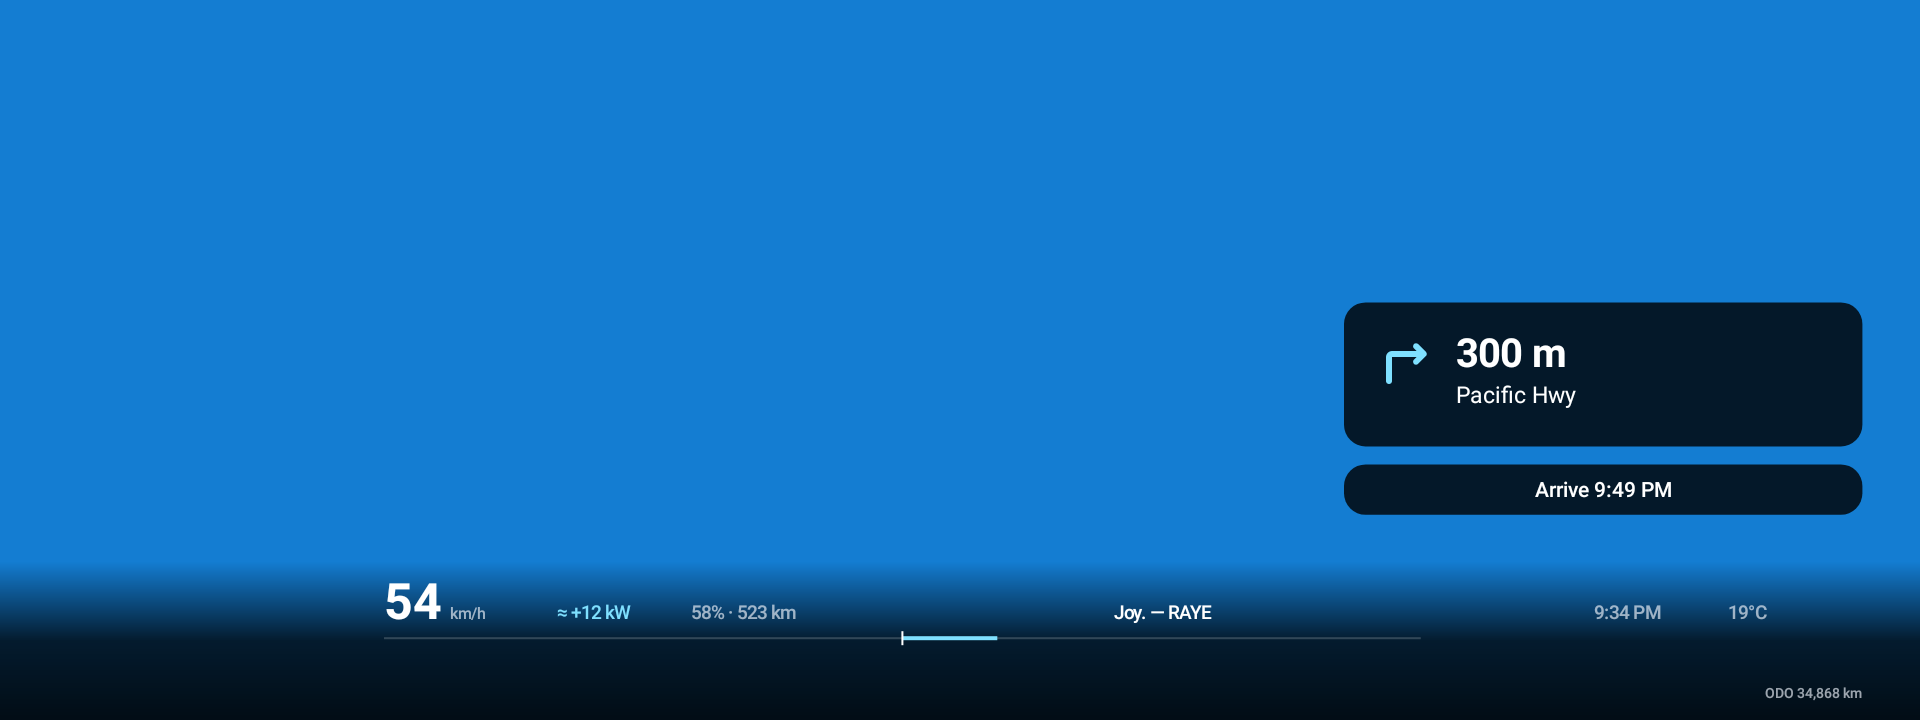 300 m
Pacific Hwy
Arrive 9:49 PM
54 km/h ≈ +12 kW 58% · 523 km Joy. — RAYE 9:34 PM 19°C
ODO 34,868 km